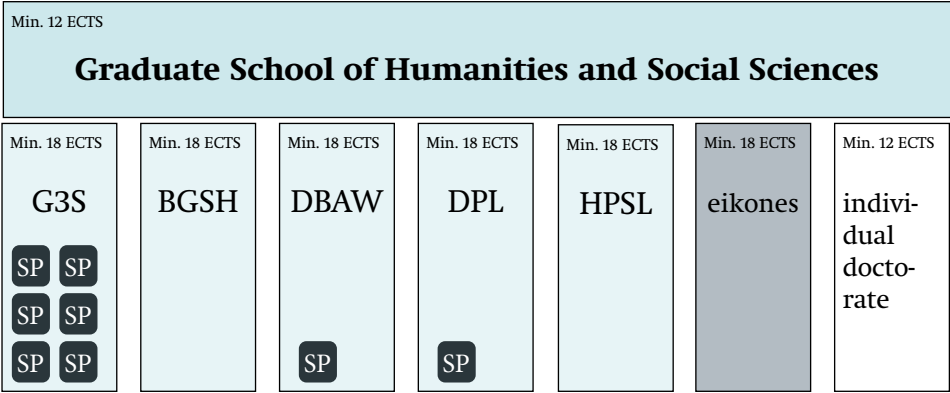 Min. 12 ECTS
Graduate School of Humanities and Social Sciences
Min. 18 ECTS
G3S
SP SP
SP SP
SP SP
Min. 18 ECTS
BGSH
Min. 18 ECTS
DBAW
SP
Min. 18 ECTS
DPL
SP
Min. 18 ECTS
HPSL
Min. 18 ECTS
eikones
Min. 12 ECTS
indivi-
dual
docto-
rate